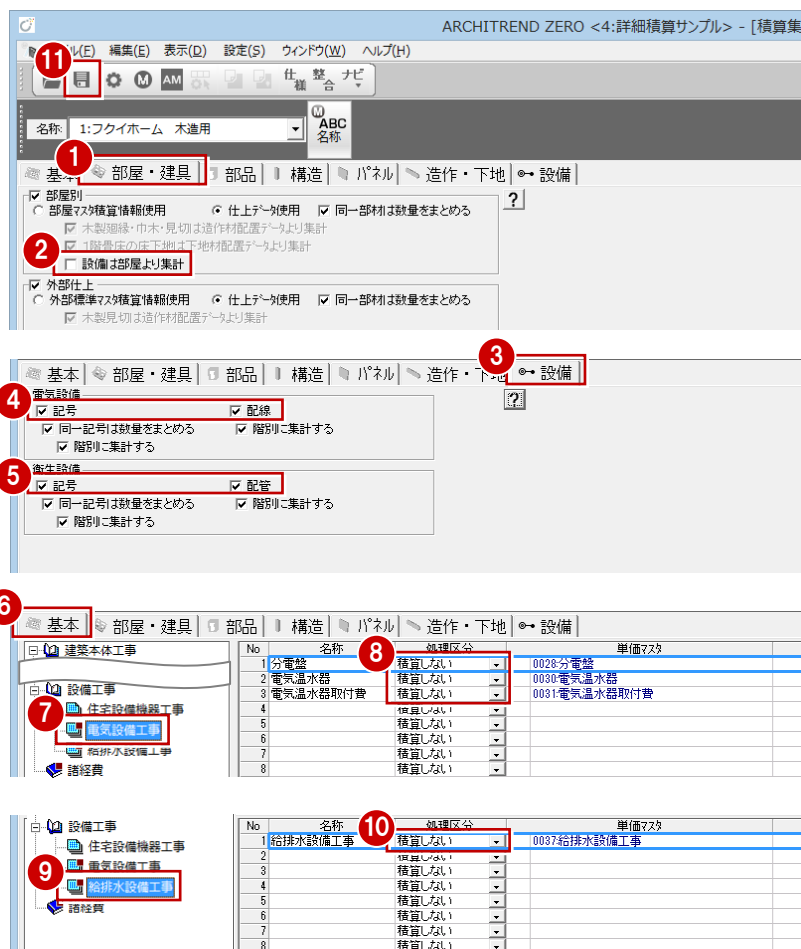 ARCHITREND ZERO <4:詳細積算サンプル> - [積算集
ル(F) 編集(E) 表示(D) 設定(S) ウィンドウ(W) ヘルプ(H)
11
M AM 仕様 整合 ナビ
名称 1:フクイホーム 木造用 M ABC 名称
1
基本 部屋・建具 部品 構造 パネル 造作・下地 設備
部屋別 ?
部屋マスタ積算情報使用 仕上データ使用 同一部材は数量をまとめる
木製廻縁・巾木・見切は造作材配置データより集計
2
1階畳床の床下地は下地材配置データより集計
設備は部屋より集計
外部仕上
外部標準マスタ積算情報使用 仕上データ使用 同一部材は数量をまとめる
木製見切は造作材配置データより集計
3
基本 部屋・建具 部品 構造 パネル 造作・下地 設備
電気設備 ?
4
記号 配線
同一記号は数量をまとめる 階別に集計する
階別に集計する
衛生設備
5
記号 配管
同一記号は数量をまとめる 階別に集計する
階別に集計する
6
基本 部屋・建具 部品 構造 パネル 造作・下地 設備
建築本体工事
設備工事
7
住宅設備機器工事
電気設備工事
給排水設備工事
諸経費
8
No 名称 処理区分 単価マスタ
1 分電盤 積算しない 0028:分電盤
2 電気温水器 積算しない 0030:電気温水器
3 電気温水器取付費 積算しない 0031:電気温水器取付費
4 積算しない
5 積算しない
6 積算しない
7 積算しない
8 積算しない
設備工事
住宅設備機器工事
電気設備工事
9
給排水設備工事
諸経費
10
No 名称 処理区分 単価マスタ
1 給排水設備工事 積算しない 0037:給排水設備工事
2 積算しない
3 積算しない
4 積算しない
5 積算しない
6 積算しない
7 積算しない
8 積算しない